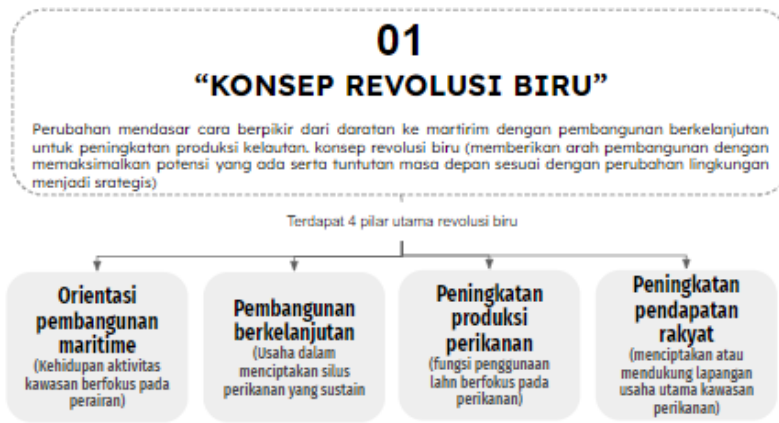 01
“KONSEP REVOLUSI BIRU”
Perubahan mendasar cara berpikir dari daratan ke martirim dengan pembangunan berkelanjutan
untuk peningkatan produksi kelautan. konsep revolusi biru (memberikan arah pembangunan dengan
memaksimalkan potensi yang ada serta tuntutan masa depan sesuai dengan perubahan lingkungan
menjadi srategis)
Terdapat 4 pilar utama revolusi biru
Orientasi
pembangunan
maritime
(Kehidupan aktivitas
kawasan berfokus pada
perairan)
Pembangunan
berkelanjutan
(Usaha dalam
menciptakan silus
perikanan yang sustain
Peningkatan
produksi
perikanan
(fungsi penggunaan
lahn berfokus pada
perikanan)
Peningkatan
pendapatan
rakyat
(menciptakan atau
mendukung lapangan
usaha utama kawasan
perikanan)